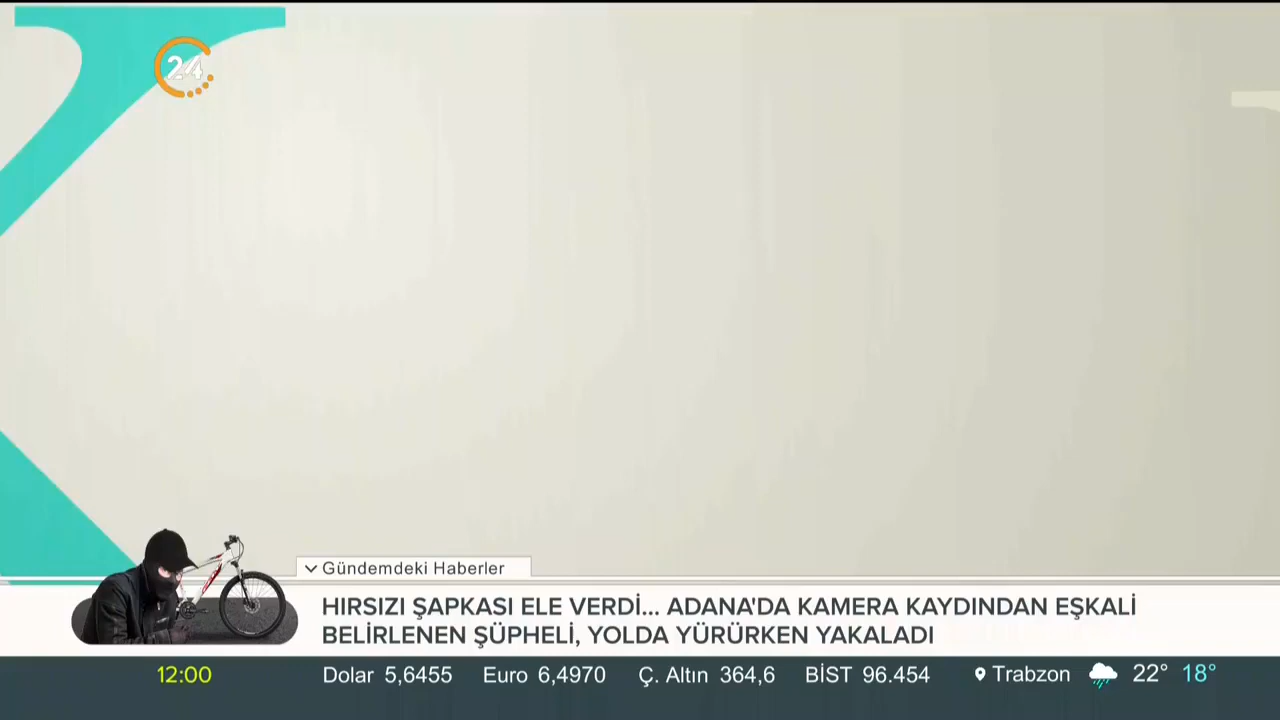 24
Gündemdeki Haberler
HIRSIZI ŞAPKASI ELE VERDİ... ADANA'DA KAMERA KAYDINDAN EŞKALİ
BELİRLENEN ŞÜPHELİ, YOLDA YÜRÜRKEN YAKALADI
12:00 Dolar 5,6455 Euro 6,4970 Ç. Altın 364,6 BİST 96.454 Trabzon 22° 18°